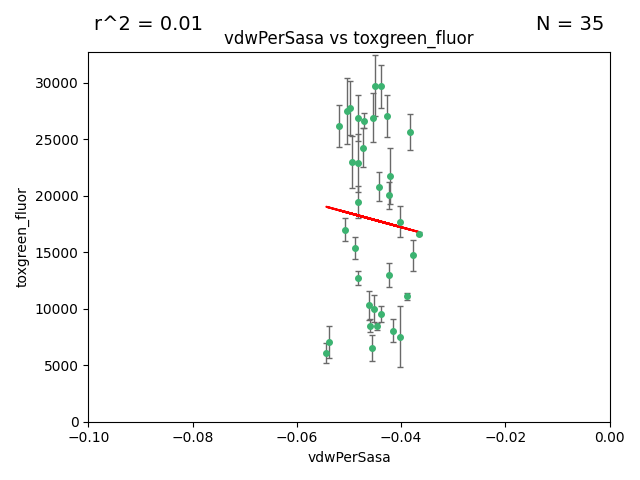 r^2 = 0.01
N = 35
vdwPerSasa vs toxgreen_fluor
toxgreen_fluor
30000
25000
20000
15000
10000
5000
0
−0.10
−0.08
−0.06
−0.04
−0.02
0.00
vdwPerSasa